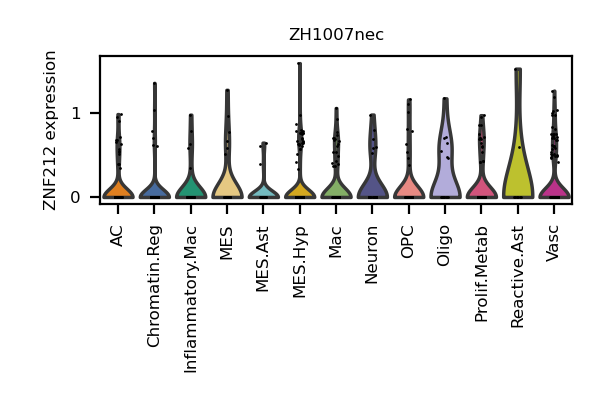 ZH1007nec
ZNF212 expression
1
0
AC
Chromatin.Reg
Inflammatory.Mac
MES
MES.Ast
MES.Hyp
Mac
Neuron
OPC
Oligo
Prolif.Metab
Reactive.Ast
Vasc